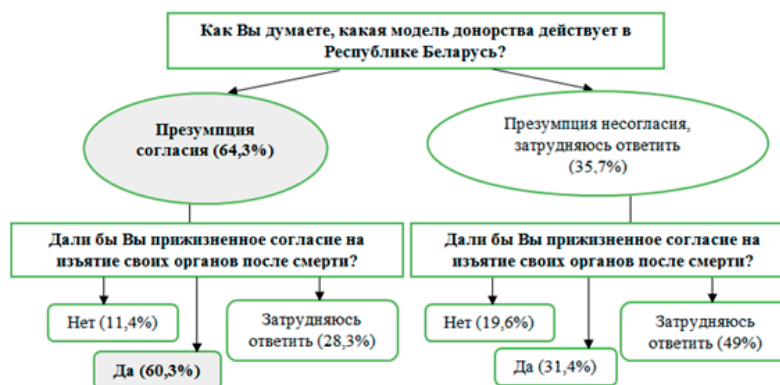 Как Вы думаете, какая модель донорства действует в
Республике Беларусь?
Презумпция
согласия (64,3%)
Презумпция несогласия,
затрудняюсь ответить
(35,7%)
Дали бы Вы прижизненное согласие на
изъятие своих органов после смерти?
Дали бы Вы прижизненное согласие на
изъятие своих органов после смерти?
Нет (11,4%)
Да (60,3%)
Затрудняюсь
ответить (28,3%)
Нет (19,6%)
Да (31,4%)
Затрудняюсь
ответить (49%)